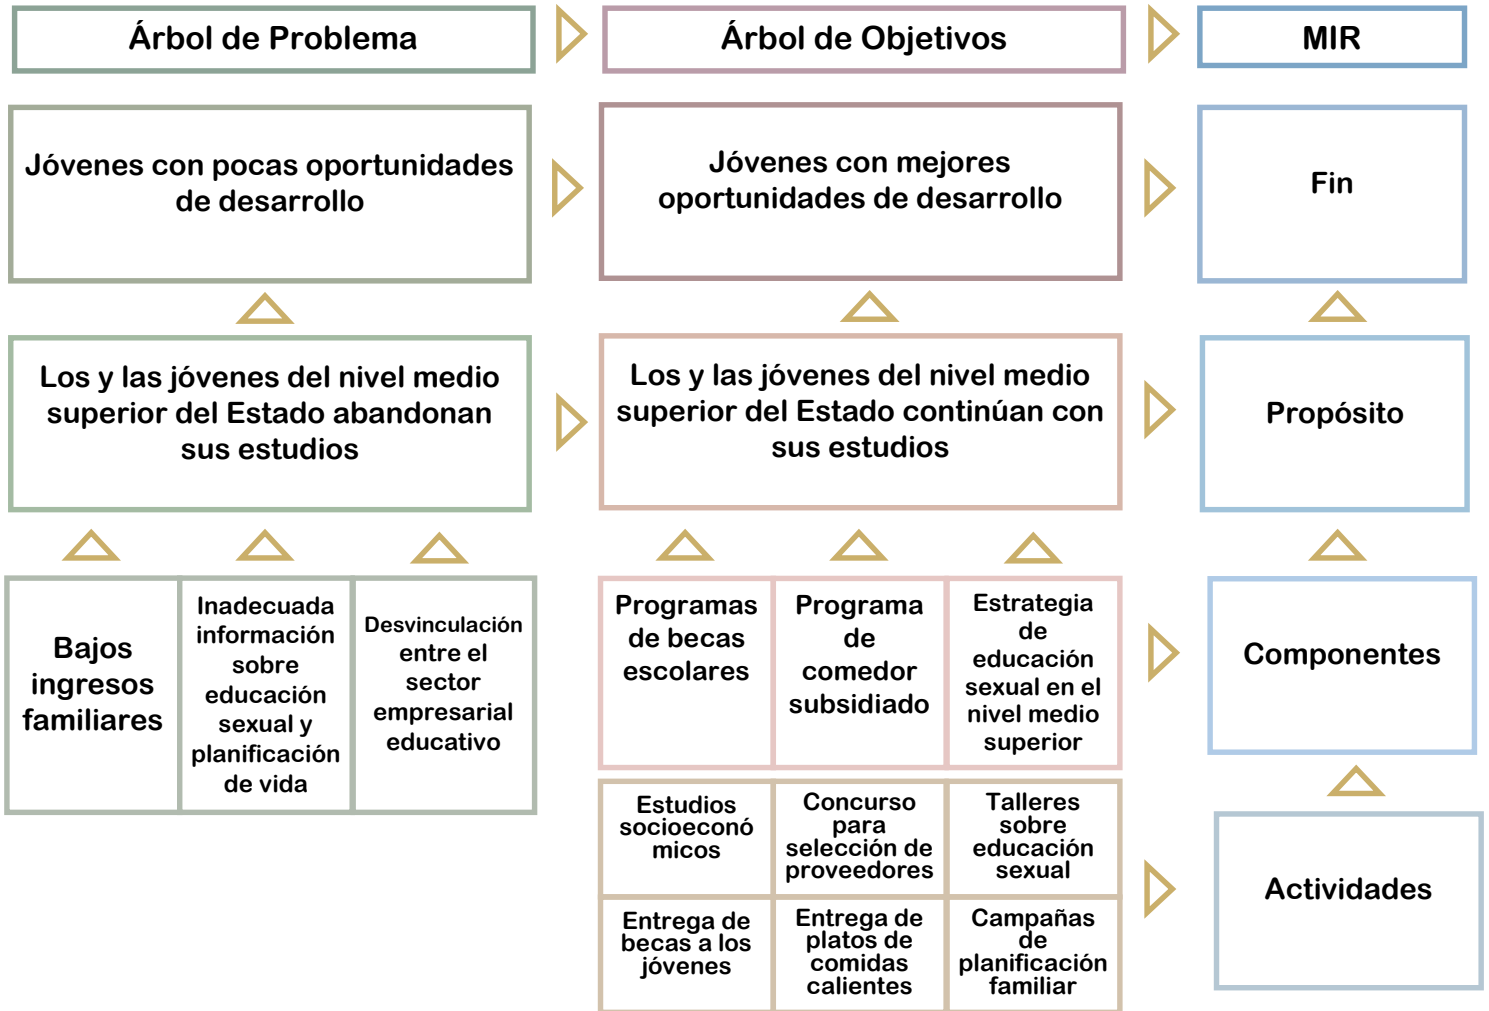 Árbol de Problema
Árbol de Objetivos
MIR
Jóvenes con pocas oportunidades
de desarrollo
Jóvenes con mejores
oportunidades de desarrollo
Fin
Los y las jóvenes del nivel medio
superior del Estado abandonan
sus estudios
Los y las jóvenes del nivel medio
superior del Estado continúan con
sus estudios
Propósito
Bajos
ingresos
familiares
Inadecuada
información
sobre
educación
sexual y
planificación
de vida
Desvinculación
entre el
sector
empresarial
educativo
Programas
de becas
escolares
Programa
de
comedor
subsidiado
Estrategia
de
educación
sexual en el
nivel medio
superior
Componentes
Estudios
socioeconó
micos
Concurso
para
selección de
proveedores
Talleres
sobre
educación
sexual
Entrega de
becas a los
jóvenes
Entrega de
platos de
comidas
calientes
Campañas
de
planificación
familiar
Actividades